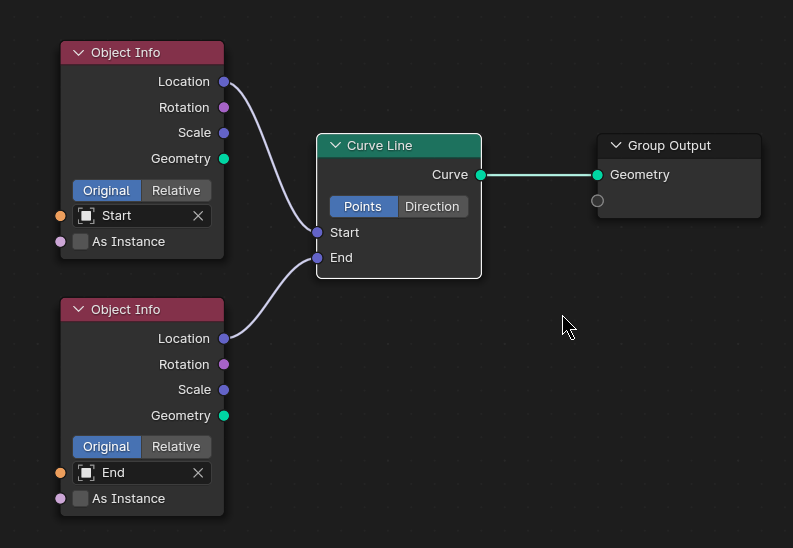 Object Info
Location
Rotation
Scale
Geometry
Original Relative
Start
As Instance
Object Info
Location
Rotation
Scale
Geometry
Original Relative
End
As Instance
Curve Line
Curve
Points Direction
Start
End
Group Output
Geometry